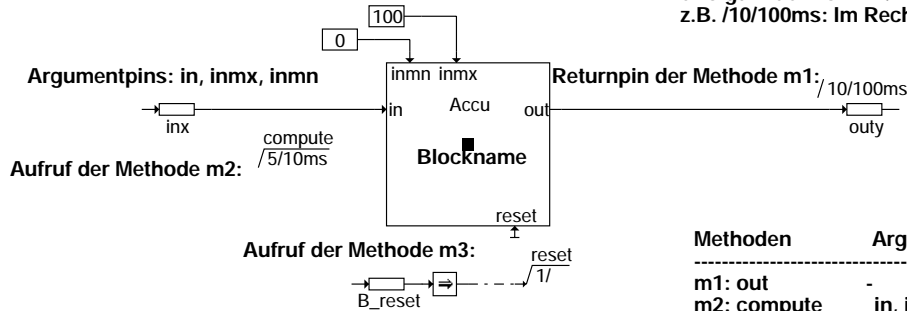 z.B. /10/100ms: Im Rech
100
0
Argumentpins: in, inmx, inmn
inmn inmx
Returnpin der Methode m1:
/10/100ms
in
Accu
out
inx
outy
Aufruf der Methode m2:
compute
/5/10ms
Blockname
reset
Aufruf der Methode m3:
reset
/1/
B_reset
Methoden Arg
------------------------------
m1: out -
m2: compute in, i